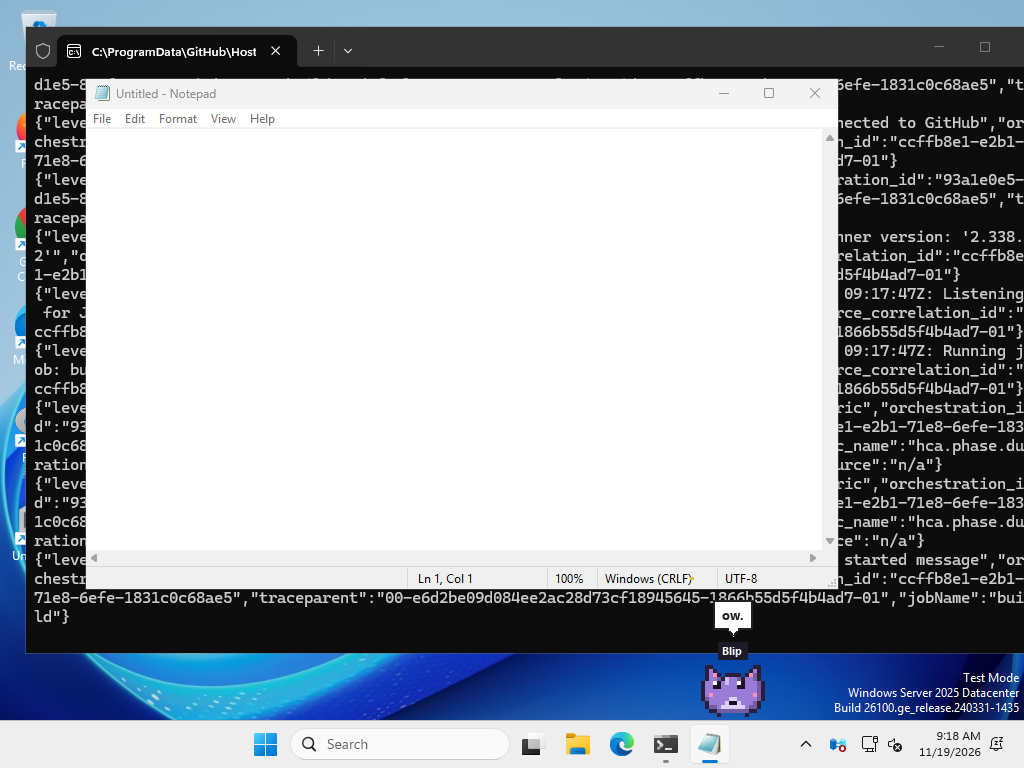 C:\ProgramData\GitHub\Host
Untitled - Notepad
File Edit Format View Help
d1e5-8
6efe-1831c0c68ae5","t
racepa
{"leve
nected to GitHub","or
chestr
n_id":"ccffb8e1-e2b1-
71e8-6
d7-01"}
{"leve
ration_id":"93a1e0e5-
d1e5-8
6efe-1831c0c68ae5","t
racepa
{"leve
nner version: '2.338.
2'","o
relation_id":"ccffb8e
1-e2b1
d5f4b4ad7-01"}
{"leve
09:17:47Z: Listening
for J
rce_correlation_id":"
ccffb8
1866b55d5f4b4ad7-01"}
{"leve
09:17:47Z: Running j
ob: bu
rce_correlation_id":"
ccffb8
1866b55d5f4b4ad7-01"}
{"leve
ric","orchestration_i
d":"93
e1-e2b1-71e8-6efe-183
1c0c68
c_name":"hca.phase.du
ration
urce":"n/a"}
{"leve
ric","orchestration_i
d":"93
e1-e2b1-71e8-6efe-183
1c0c68
c_name":"hca.phase.du
ration
ce":"n/a"}
{"leve
started message","or
chestr
n_id":"ccffb8e1-e2b1-
Ln 1, Col 1 100% Windows (CRLF) UTF-8
71e8-6efe-1831c0c68ae5","traceparent":"00-e6d2be09d084ee2ac28d73cf18945645-1866b55d5f4b4ad7-01","jobName":"bui
ld"}
ow.
Blip
Test Mode
Windows Server 2025 Datacenter
Build 26100.ge_release.240331-1435
Search
9:18 AM
11/19/2026